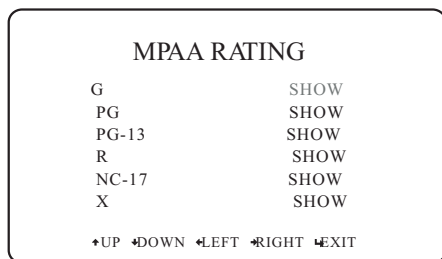 MPAA RATING
G SHOW
PG SHOW
PG-13 SHOW
R SHOW
NC-17 SHOW
X SHOW
↑UP ↓DOWN ←LEFT →RIGHT ↵EXIT